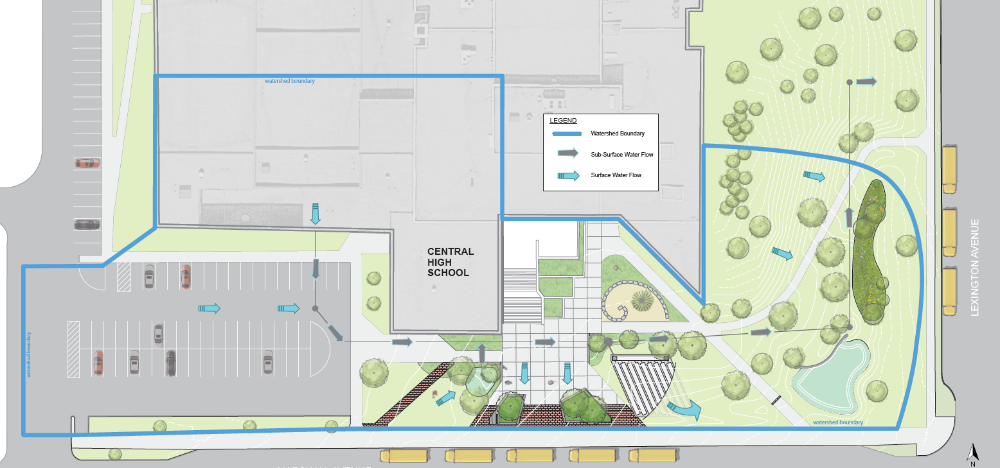 watershed boundary
LEGEND
Watershed Boundary
Sub-Surface Water Flow
Surface Water Flow
CENTRAL
HIGH
SCHOOL
LEXINGTON AVENUE
watershed boundary
watershed boundary
N